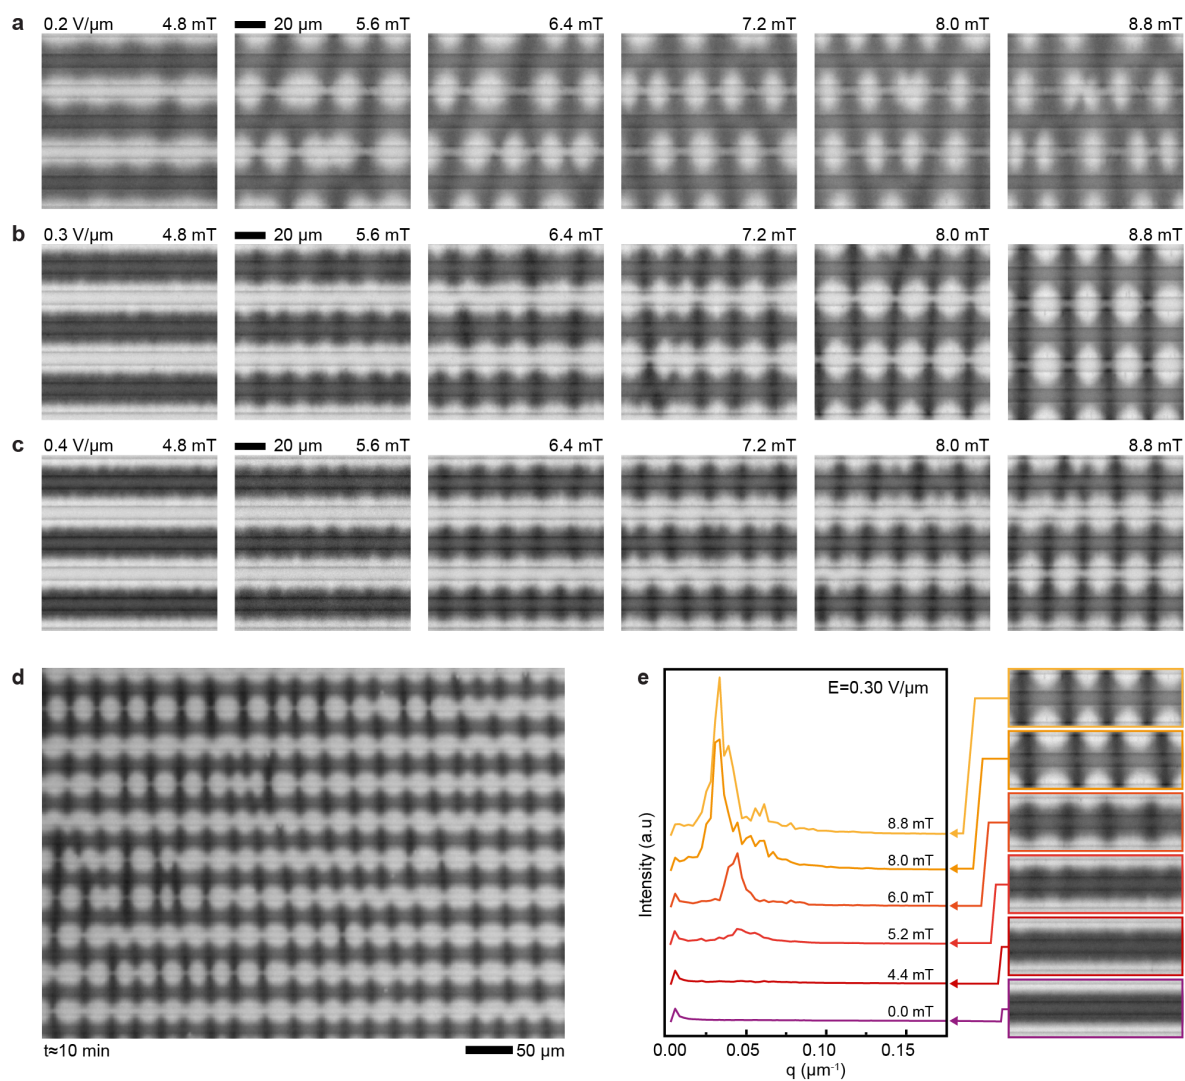 a 0.2 V/µm 4.8 mT 20 µm 5.6 mT 6.4 mT 7.2 mT 8.0 mT 8.8 mT
b 0.3 V/µm 4.8 mT 20 µm 5.6 mT 6.4 mT 7.2 mT 8.0 mT 8.8 mT
c 0.4 V/µm 4.8 mT 20 µm 5.6 mT 6.4 mT 7.2 mT 8.0 mT 8.8 mT
d
t≈10 min 50 µm
e
E=0.30 V/µm
Intensity (a.u)
8.8 mT
8.0 mT
6.0 mT
5.2 mT
4.4 mT
0.0 mT
0.00 0.05 0.10 0.15
q (µm⁻¹)